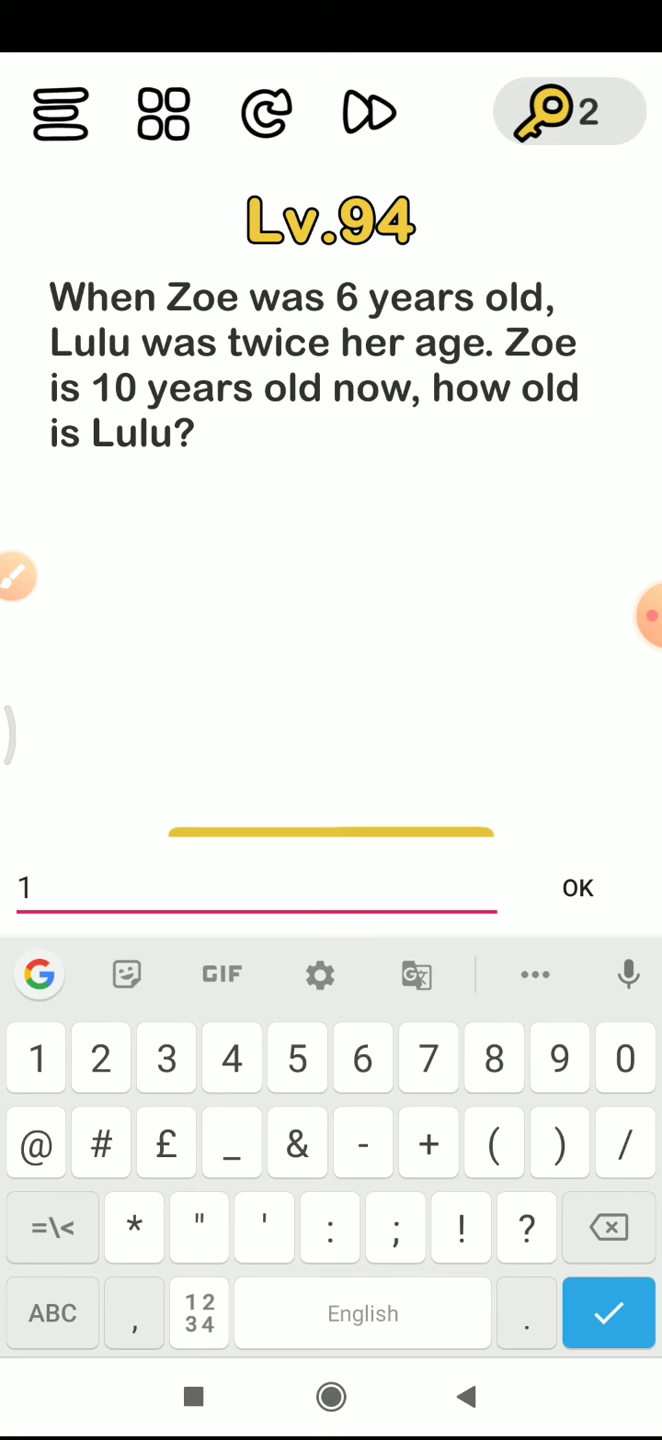 2
Lv.94
When Zoe was 6 years old,
Lulu was twice her age. Zoe
is 10 years old now, how old
is Lulu?
1
OK
G GIF G文
1 2 3 4 5 6 7 8 9 0
@ # £ _ & - + ( ) /
=\< * " ' : ; ! ?
ABC , 12 34 English .